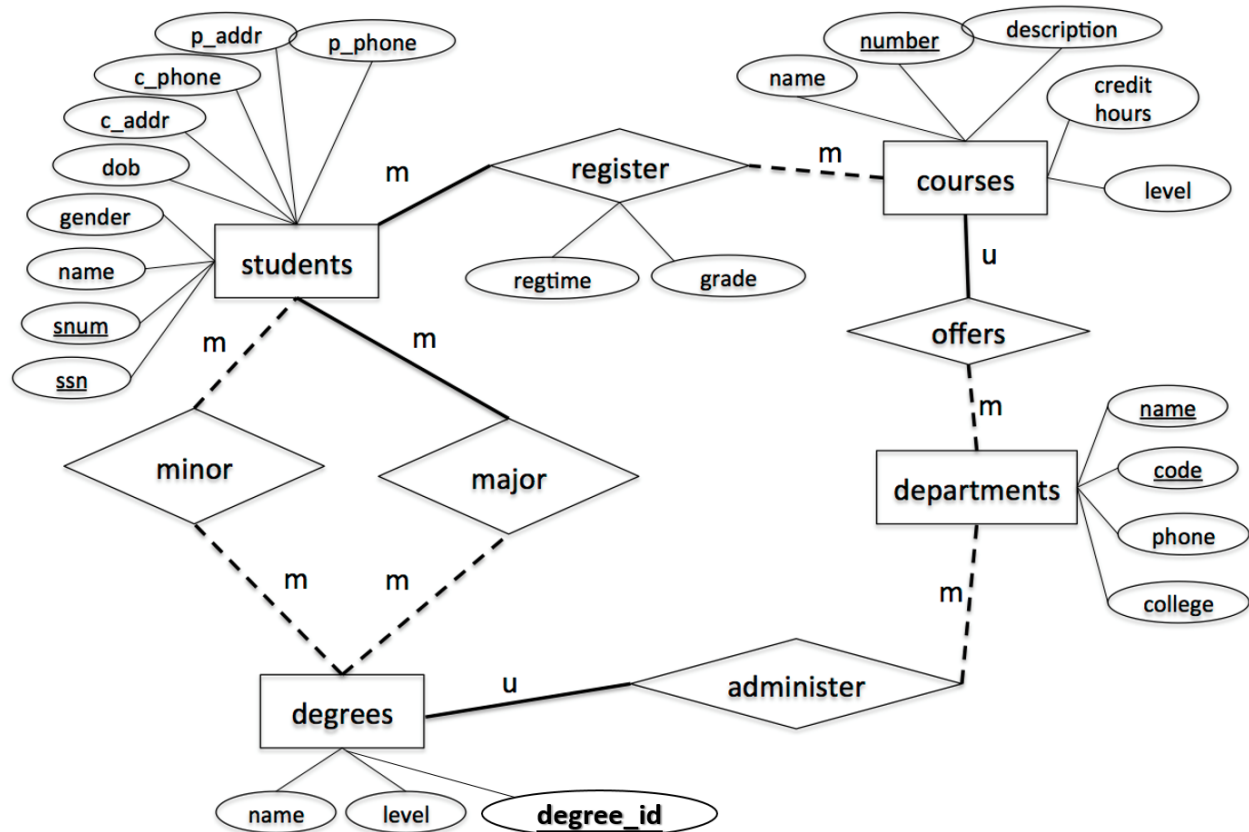 p_addr
p_phone
number
description
c_phone
name
credit
hours
c_addr
m
register
m
dob
courses
level
gender
students
u
name
regtime
grade
snum
m
m
offers
ssn
m
name
minor
major
departments
code
phone
m
m
m
college
u
administer
degrees
name
level
degree_id